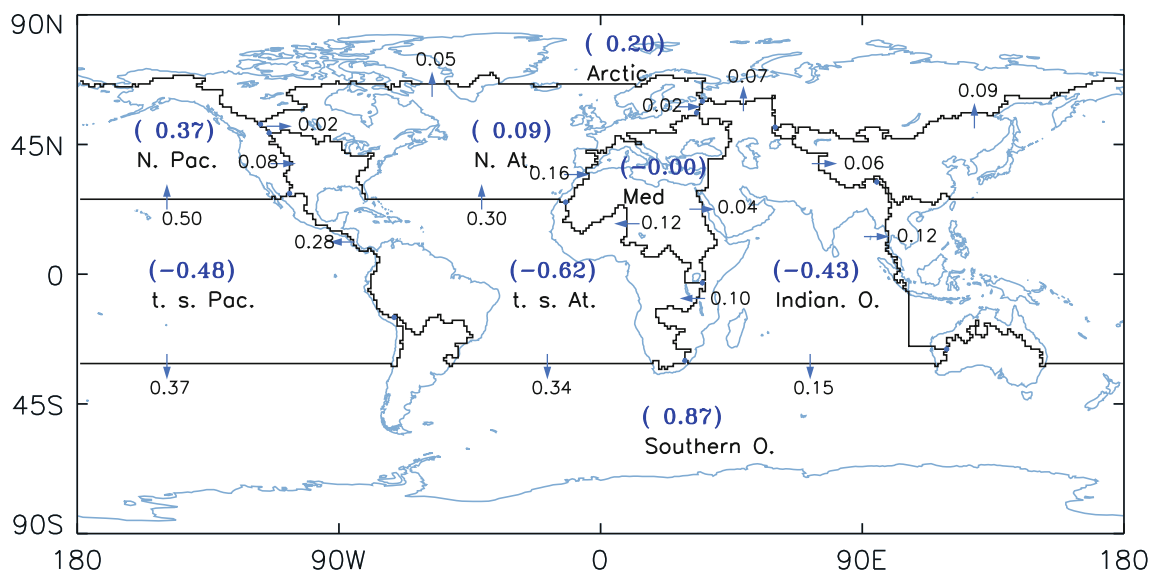 90N
( 0.20)
0.05
Arctic
0.07
0.09
0.02
( 0.37)
0.02
( 0.09)
45N
N. Pac.
0.08
N. At.
0.16
(−0.00)
0.06
Med
0.50
0.30
0.12
0.04
0.28
0.12
0
(−0.48)
(−0.62)
(−0.43)
t. s. Pac.
t. s. At.
0.10
Indian. O.
0.37
0.34
0.15
45S
( 0.87)
Southern O.
90S
180
90W
0
90E
180